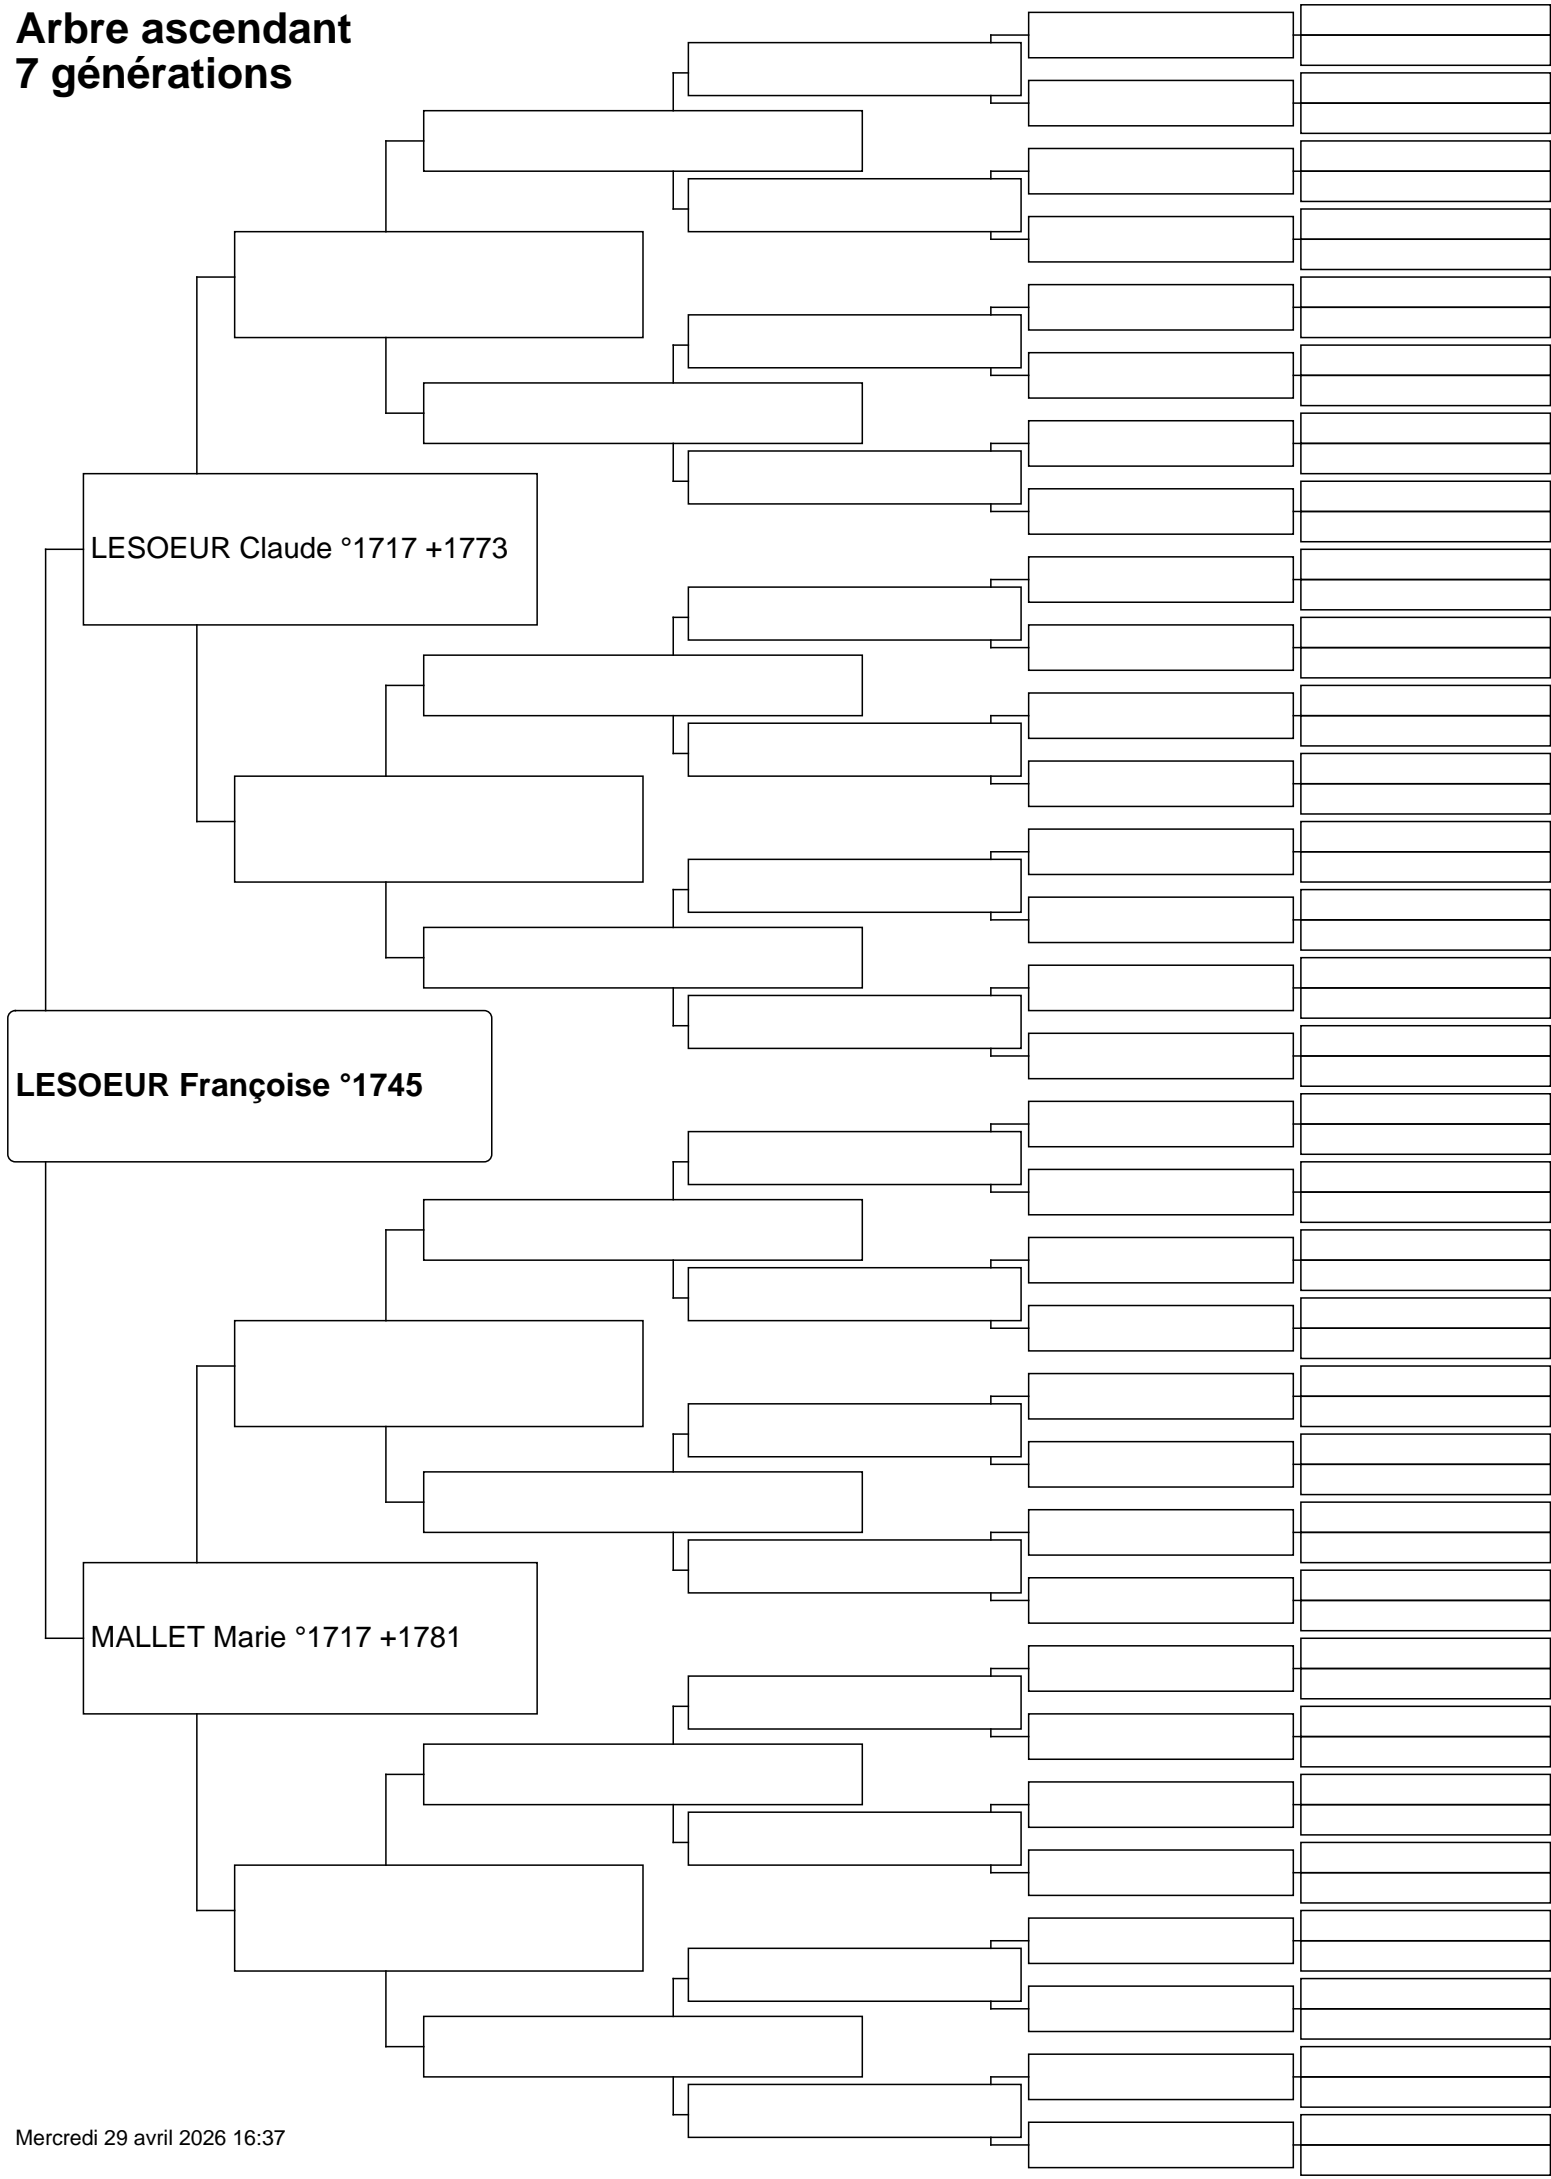 Arbre ascendant
7 générations
LESOEUR Claude °1717 +1773
LESOEUR Françoise °1745
MALLET Marie °1717 +1781
Mercredi 29 avril 2026 16:37